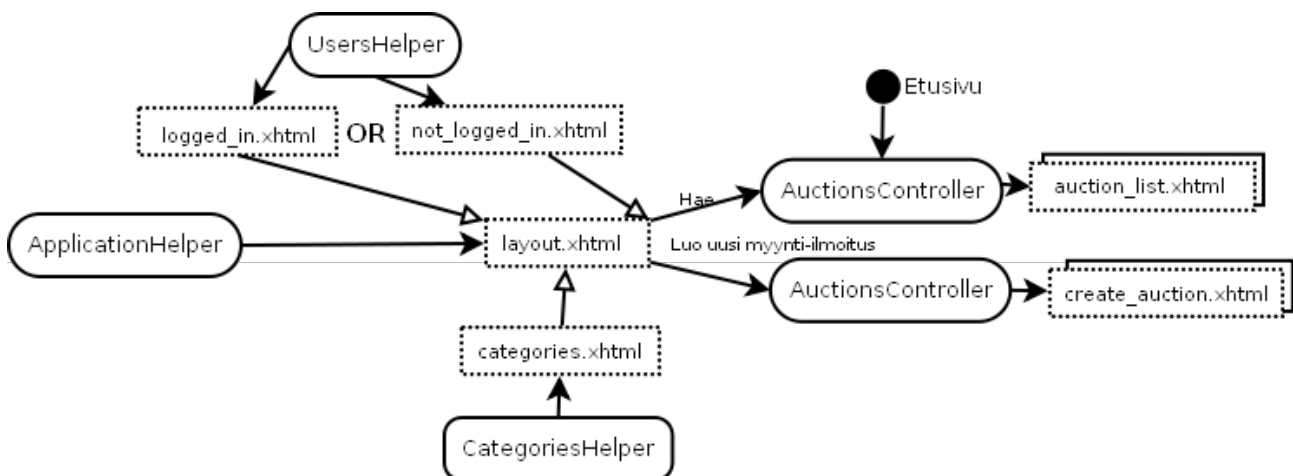 UsersHelper
Etusivu
logged_in.xhtml
OR
not_logged_in.xhtml
AuctionsController
auction_list.xhtml
Hae
ApplicationHelper
layout.xhtml
Luo uusi myynti-ilmoitus
AuctionsController
create_auction.xhtml
categories.xhtml
CategoriesHelper